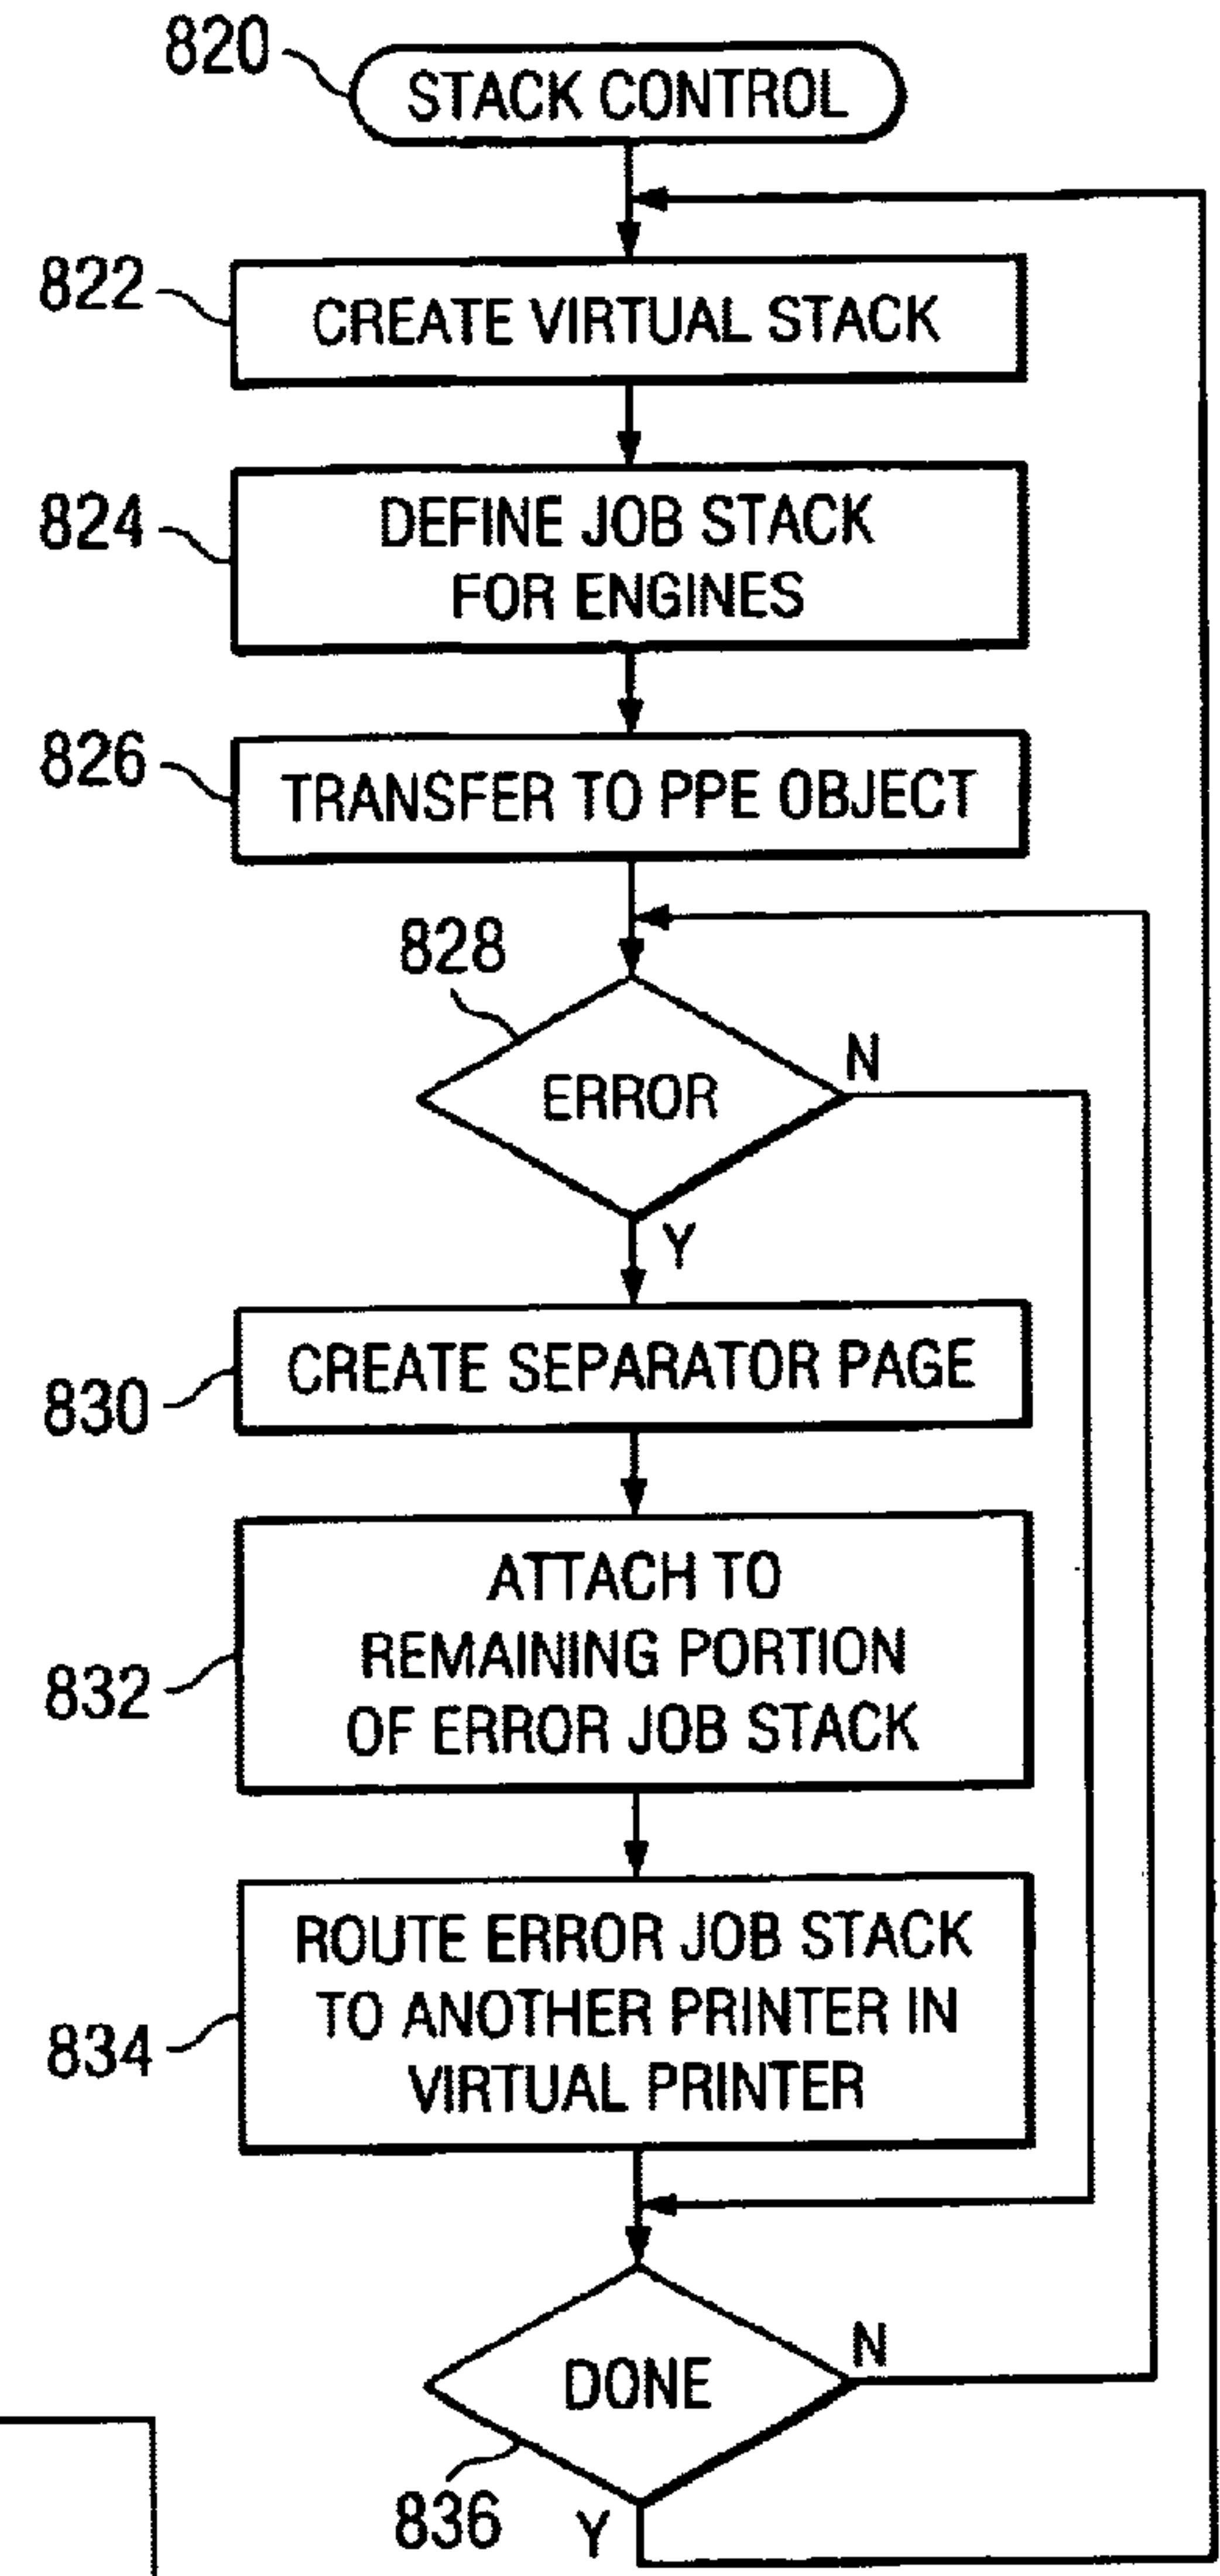 820
STACK CONTROL
822
CREATE VIRTUAL STACK
824
DEFINE JOB STACK
FOR ENGINES
826
TRANSFER TO PPE OBJECT
828
ERROR
N
Y
830
CREATE SEPARATOR PAGE
832
ATTACH TO
REMAINING PORTION
OF ERROR JOB STACK
834
ROUTE ERROR JOB STACK
TO ANOTHER PRINTER IN
VIRTUAL PRINTER
N
DONE
836
Y